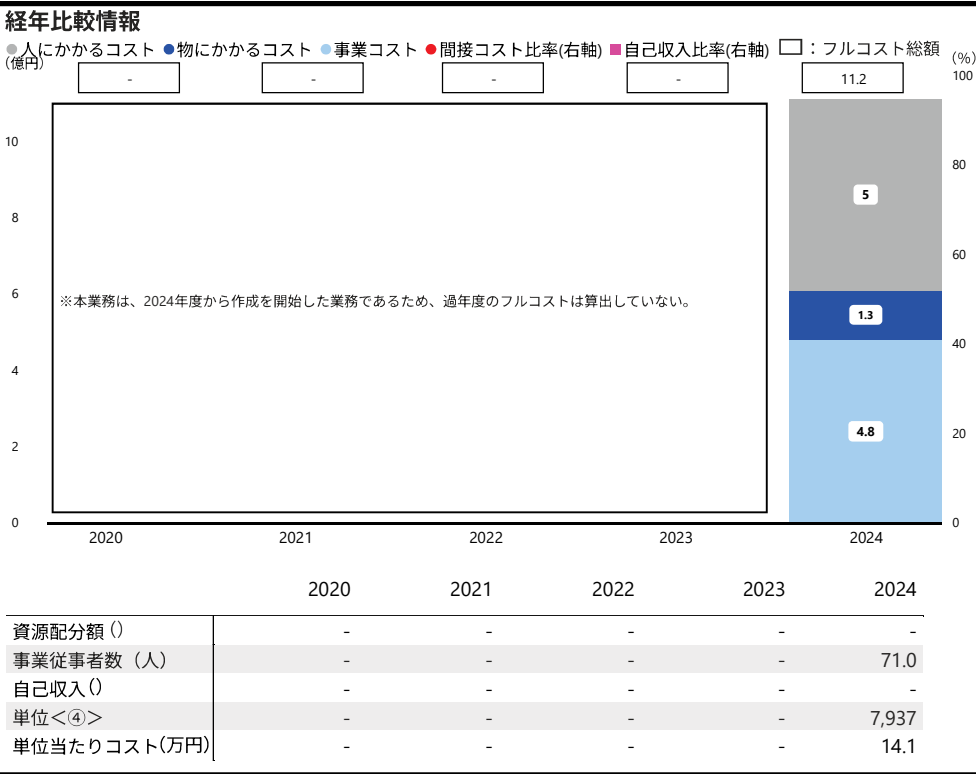 経年比較情報
●人にかかるコスト ●物にかかるコスト ●事業コスト ●間接コスト比率(右軸) ■自己収入比率(右軸) □：フルコスト総額
(億円) (%)
- - - - 11.2
100
10
80
5
8
60
6
※本業務は、2024年度から作成を開始した業務であるため、過年度のフルコストは算出していない。
1.3
40
4
4.8
20
2
0 0
2020 2021 2022 2023 2024
2020 2021 2022 2023 2024
資源配分額() - - - - -
事業従事者数（人） - - - - 71.0
自己収入() - - - - -
単位＜④＞ - - - - 7,937
単位当たりコスト(万円) - - - - 14.1